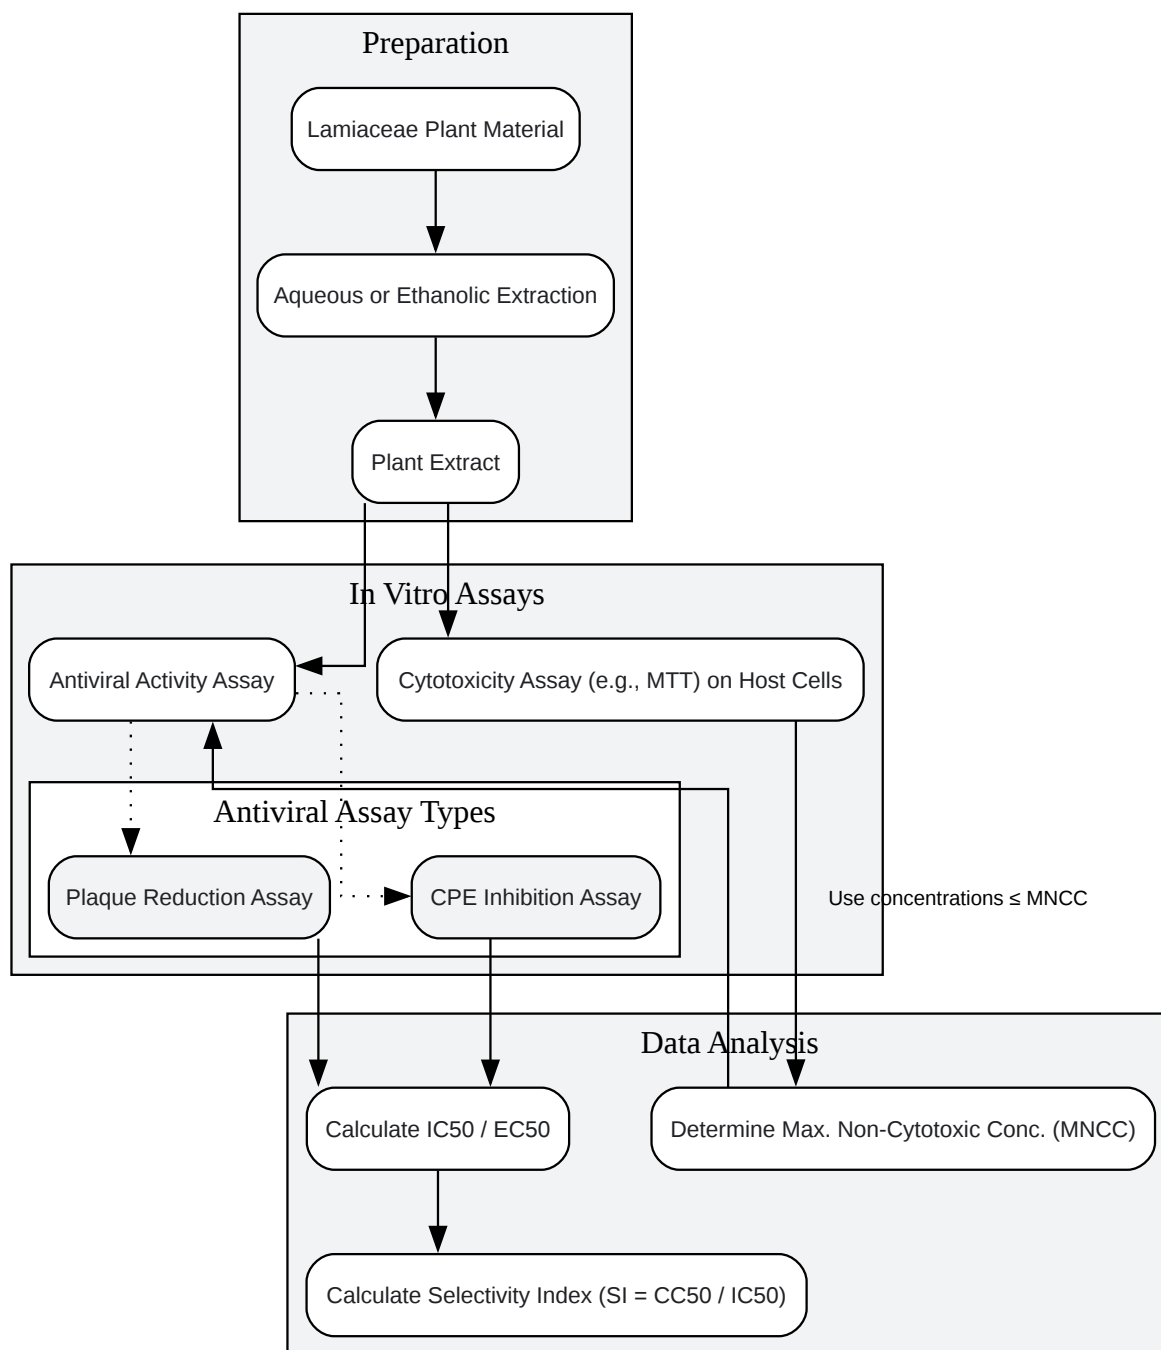 Preparation
Lamiaceae Plant Material
Aqueous or Ethanolic Extraction
Plant Extract
In Vitro Assays
Antiviral Activity Assay
Cytotoxicity Assay (e.g., MTT) on Host Cells
Antiviral Assay Types
Plaque Reduction Assay
CPE Inhibition Assay
Use concentrations ≤ MNCC
Data Analysis
Calculate IC50 / EC50
Determine Max. Non-Cytotoxic Conc. (MNCC)
Calculate Selectivity Index (SI = CC50 / IC50)